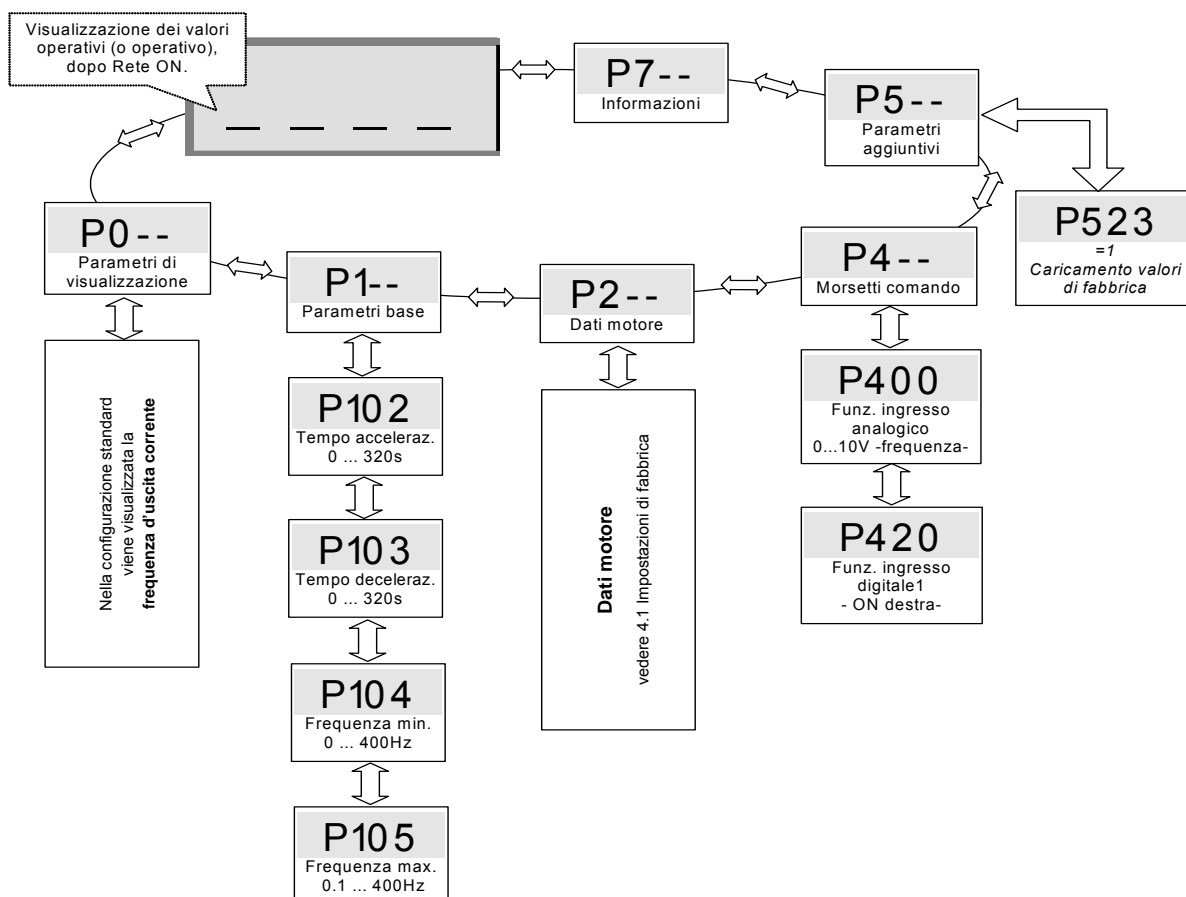 Visualizzazione dei valori
operativi (o operativo),
dopo Rete ON.
P7--
Informazioni
P5--
Parametri
aggiuntivi
P523
=1
Caricamento valori
di fabbrica
P0--
Parametri di
visualizzazione
P1--
Parametri base
P2--
Dati motore
P4--
Morsetti comando
Nella configurazione standard
viene visualizzata la
frequenza d'uscita corrente
P102
Tempo acceleraz.
0 ... 320s
P103
Tempo deceleraz.
0 ... 320s
P104
Frequenza min.
0 ... 400Hz
P105
Frequenza max.
0.1 ... 400Hz
Dati motore
vedere 4.1 Impostazioni di fabbrica
P400
Funz. ingresso
analogico
0...10V -frequenza-
P420
Funz. ingresso
digitale1
- ON destra-